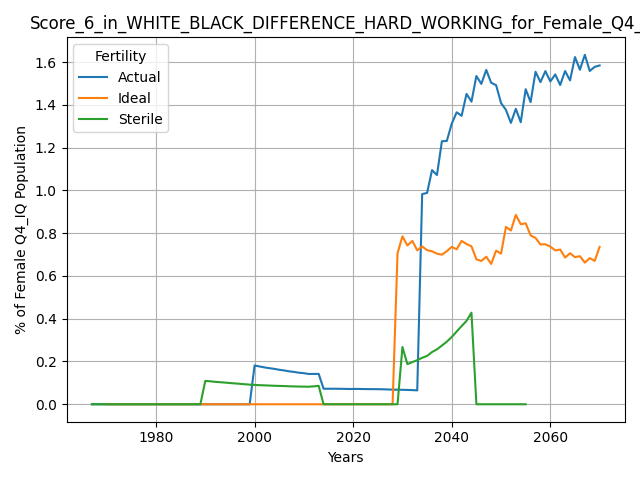 Score_6_in_WHITE_BLACK_DIFFERENCE_HARD_WORKING_for_Female_Q4_
Fertility
Actual
Ideal
Sterile
% of Female Q4_IQ Population
1.6
1.4
1.2
1.0
0.8
0.6
0.4
0.2
0.0
1980 2000 2020 2040 2060
Years